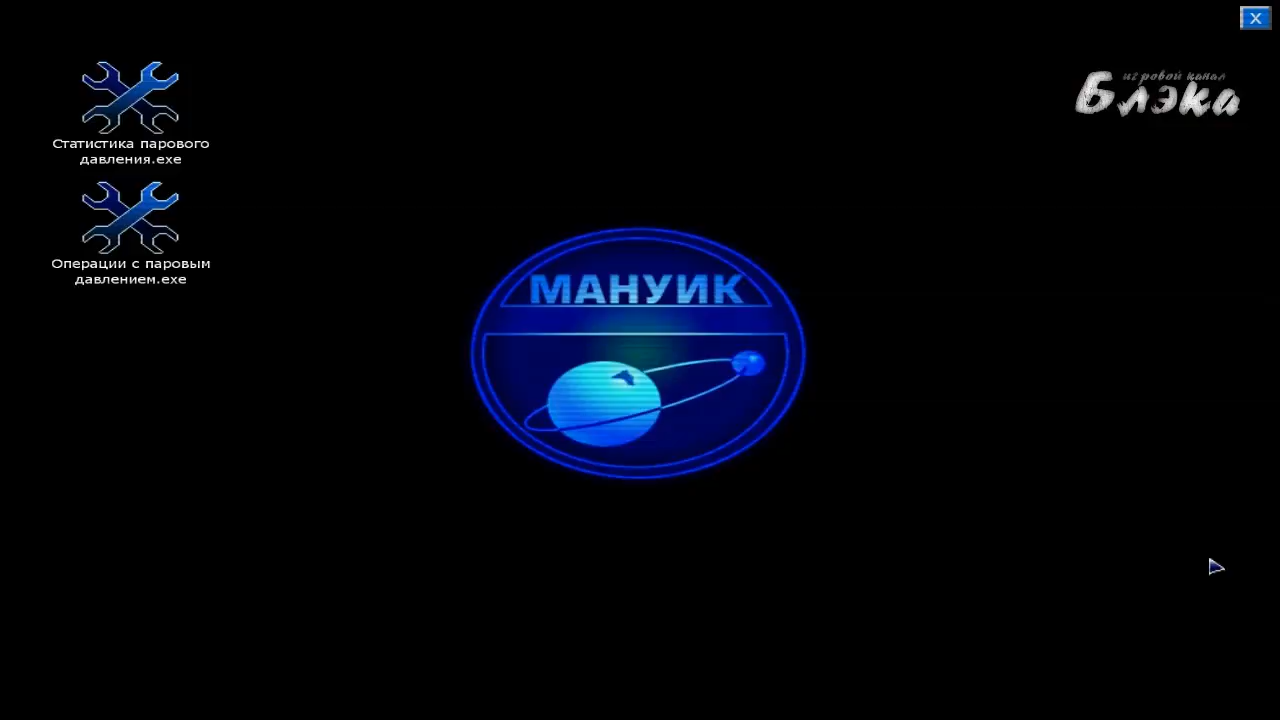 X
игровой канал
Блэка
Статистика парового
давления.exe
Операции с паровым
давлением.exe
МАНУИК